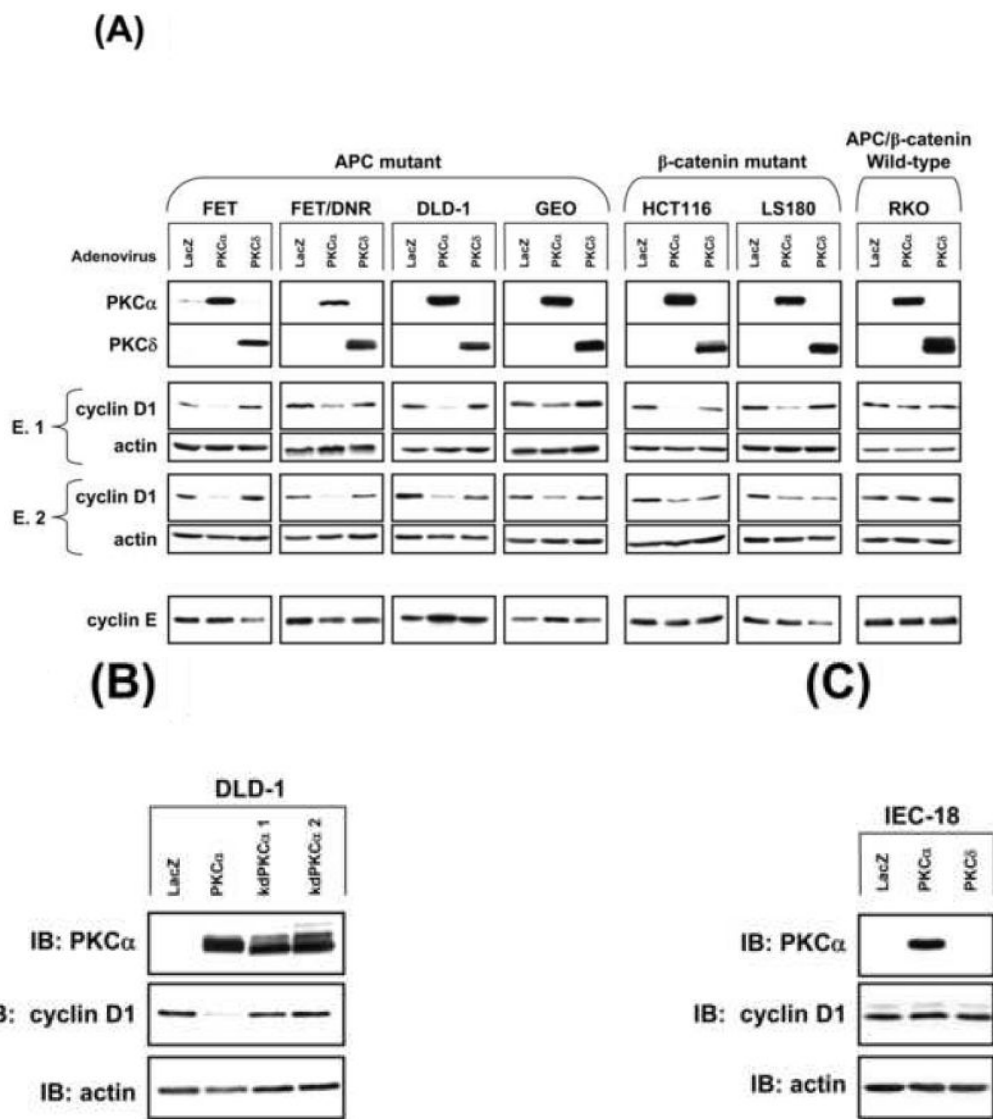 (A)
APC mutant β-catenin mutant APC/β-catenin Wild-type
FET FET/DNR DLD-1 GEO HCT116 LS180 RKO
Adenovirus LacZ PKCα PKCδ LacZ PKCα PKCδ LacZ PKCα PKCδ LacZ PKCα PKCδ LacZ PKCα PKCδ LacZ PKCα PKCδ LacZ PKCα PKCδ
PKCα
PKCδ
E. 1
cyclin D1
actin
E. 2
cyclin D1
actin
cyclin E
(B)
DLD-1
LacZ PKCα kdPKCα 1 kdPKCα 2
IB: PKCα
B: cyclin D1
IB: actin
(C)
IEC-18
LacZ PKCα PKCδ
IB: PKCα
IB: cyclin D1
IB: actin